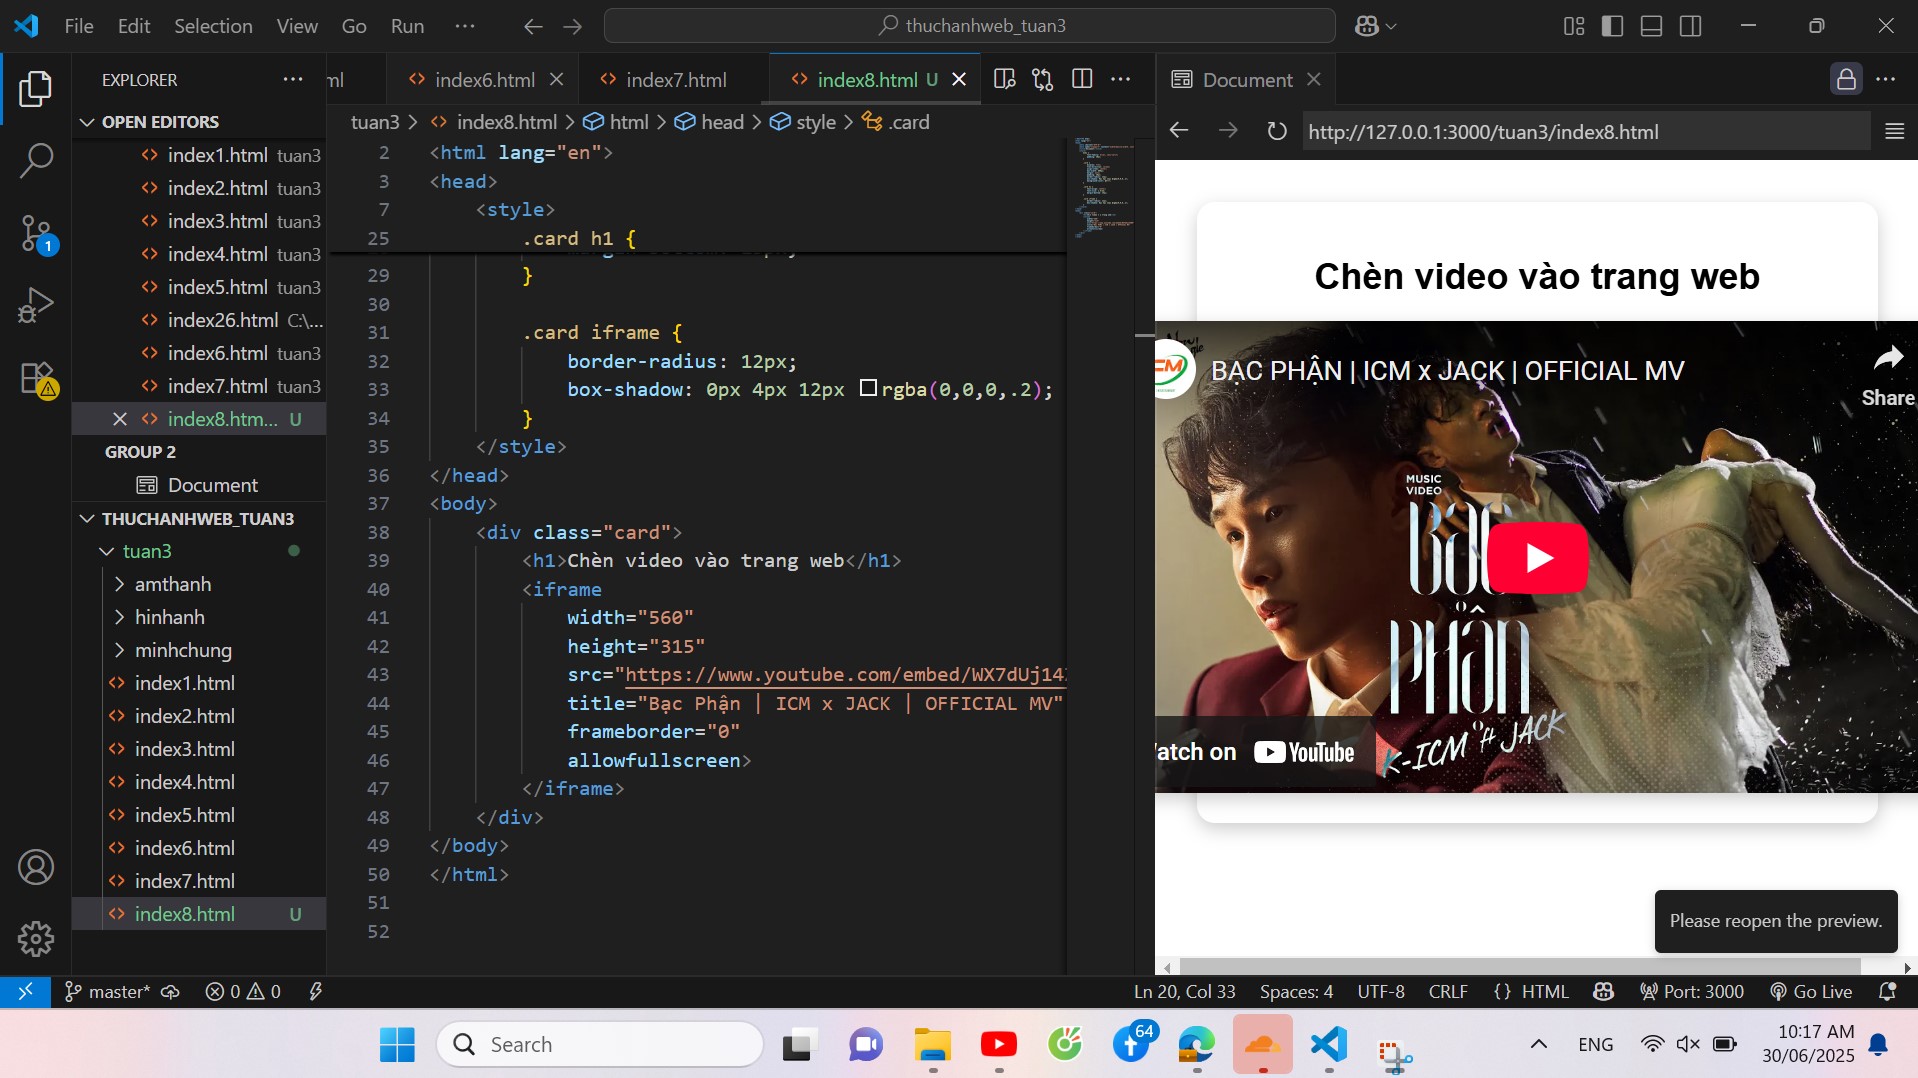 File Edit Selection View Go Run ··· thuchanhweb_tuan3
EXPLORER ···
ml index6.html index7.html index8.html U ···
Document ···
OPEN EDITORS
tuan3 > index8.html > html > head > style > .card
http://127.0.0.1:3000/tuan3/index8.html
index1.html tuan3
index2.html tuan3
index3.html tuan3
index4.html tuan3
index5.html tuan3
index26.html C:\...
index6.html tuan3
index7.html tuan3
index8.htm... U
GROUP 2
Document
THUCHANHWEB_TUAN3
tuan3
amthanh
hinhanh
minhchung
index1.html
index2.html
index3.html
index4.html
index5.html
index6.html
index7.html
index8.html U
2 <html lang="en">
3 <head>
7 <style>
25 .card h1 {
29 }
30
31 .card iframe {
32 border-radius: 12px;
33 box-shadow: 0px 4px 12px rgba(0,0,0,.2);
34 }
35 </style>
36 </head>
37 <body>
38 <div class="card">
39 <h1>Chèn video vào trang web</h1>
40 <iframe
41 width="560"
42 height="315"
43 src="https://www.youtube.com/embed/WX7dUj14
44 title="Bạc Phận | ICM x JACK | OFFICIAL MV"
45 frameborder="0"
46 allowfullscreen>
47 </iframe>
48 </div>
49 </body>
50 </html>
51
52
Chèn video vào trang web
CM
BẠC PHẬN | ICM x JACK | OFFICIAL MV
Share
MUSIC
VIDEO
BẠC
PHẬN
K-ICM ft JACK
atch on YouTube
Please reopen the preview.
1
master* 0 0 Ln 20, Col 33 Spaces: 4 UTF-8 CRLF {} HTML Port: 3000 Go Live
Search 64 ENG 10:17 AM
30/06/2025